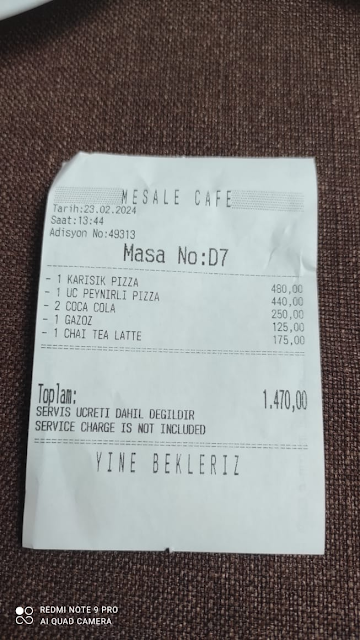 MESALE CAFE
Tarih:23.02.2024
Saat:13:44
Adisyon No:49313
Masa No:D7
- 1 KARISIK PIZZA 480,00
- 1 UC PEYNIRLI PIZZA 440,00
- 2 COCA COLA 250,00
- 1 GAZOZ 125,00
- 1 CHAI TEA LATTE 175,00
Toplam: 1.470,00
SERVIS UCRETI DAHIL DEGILDIR
SERVICE CHARGE IS NOT INCLUDED
YINE BEKLERIZ
REDMI NOTE 9 PRO
AI QUAD CAMERA